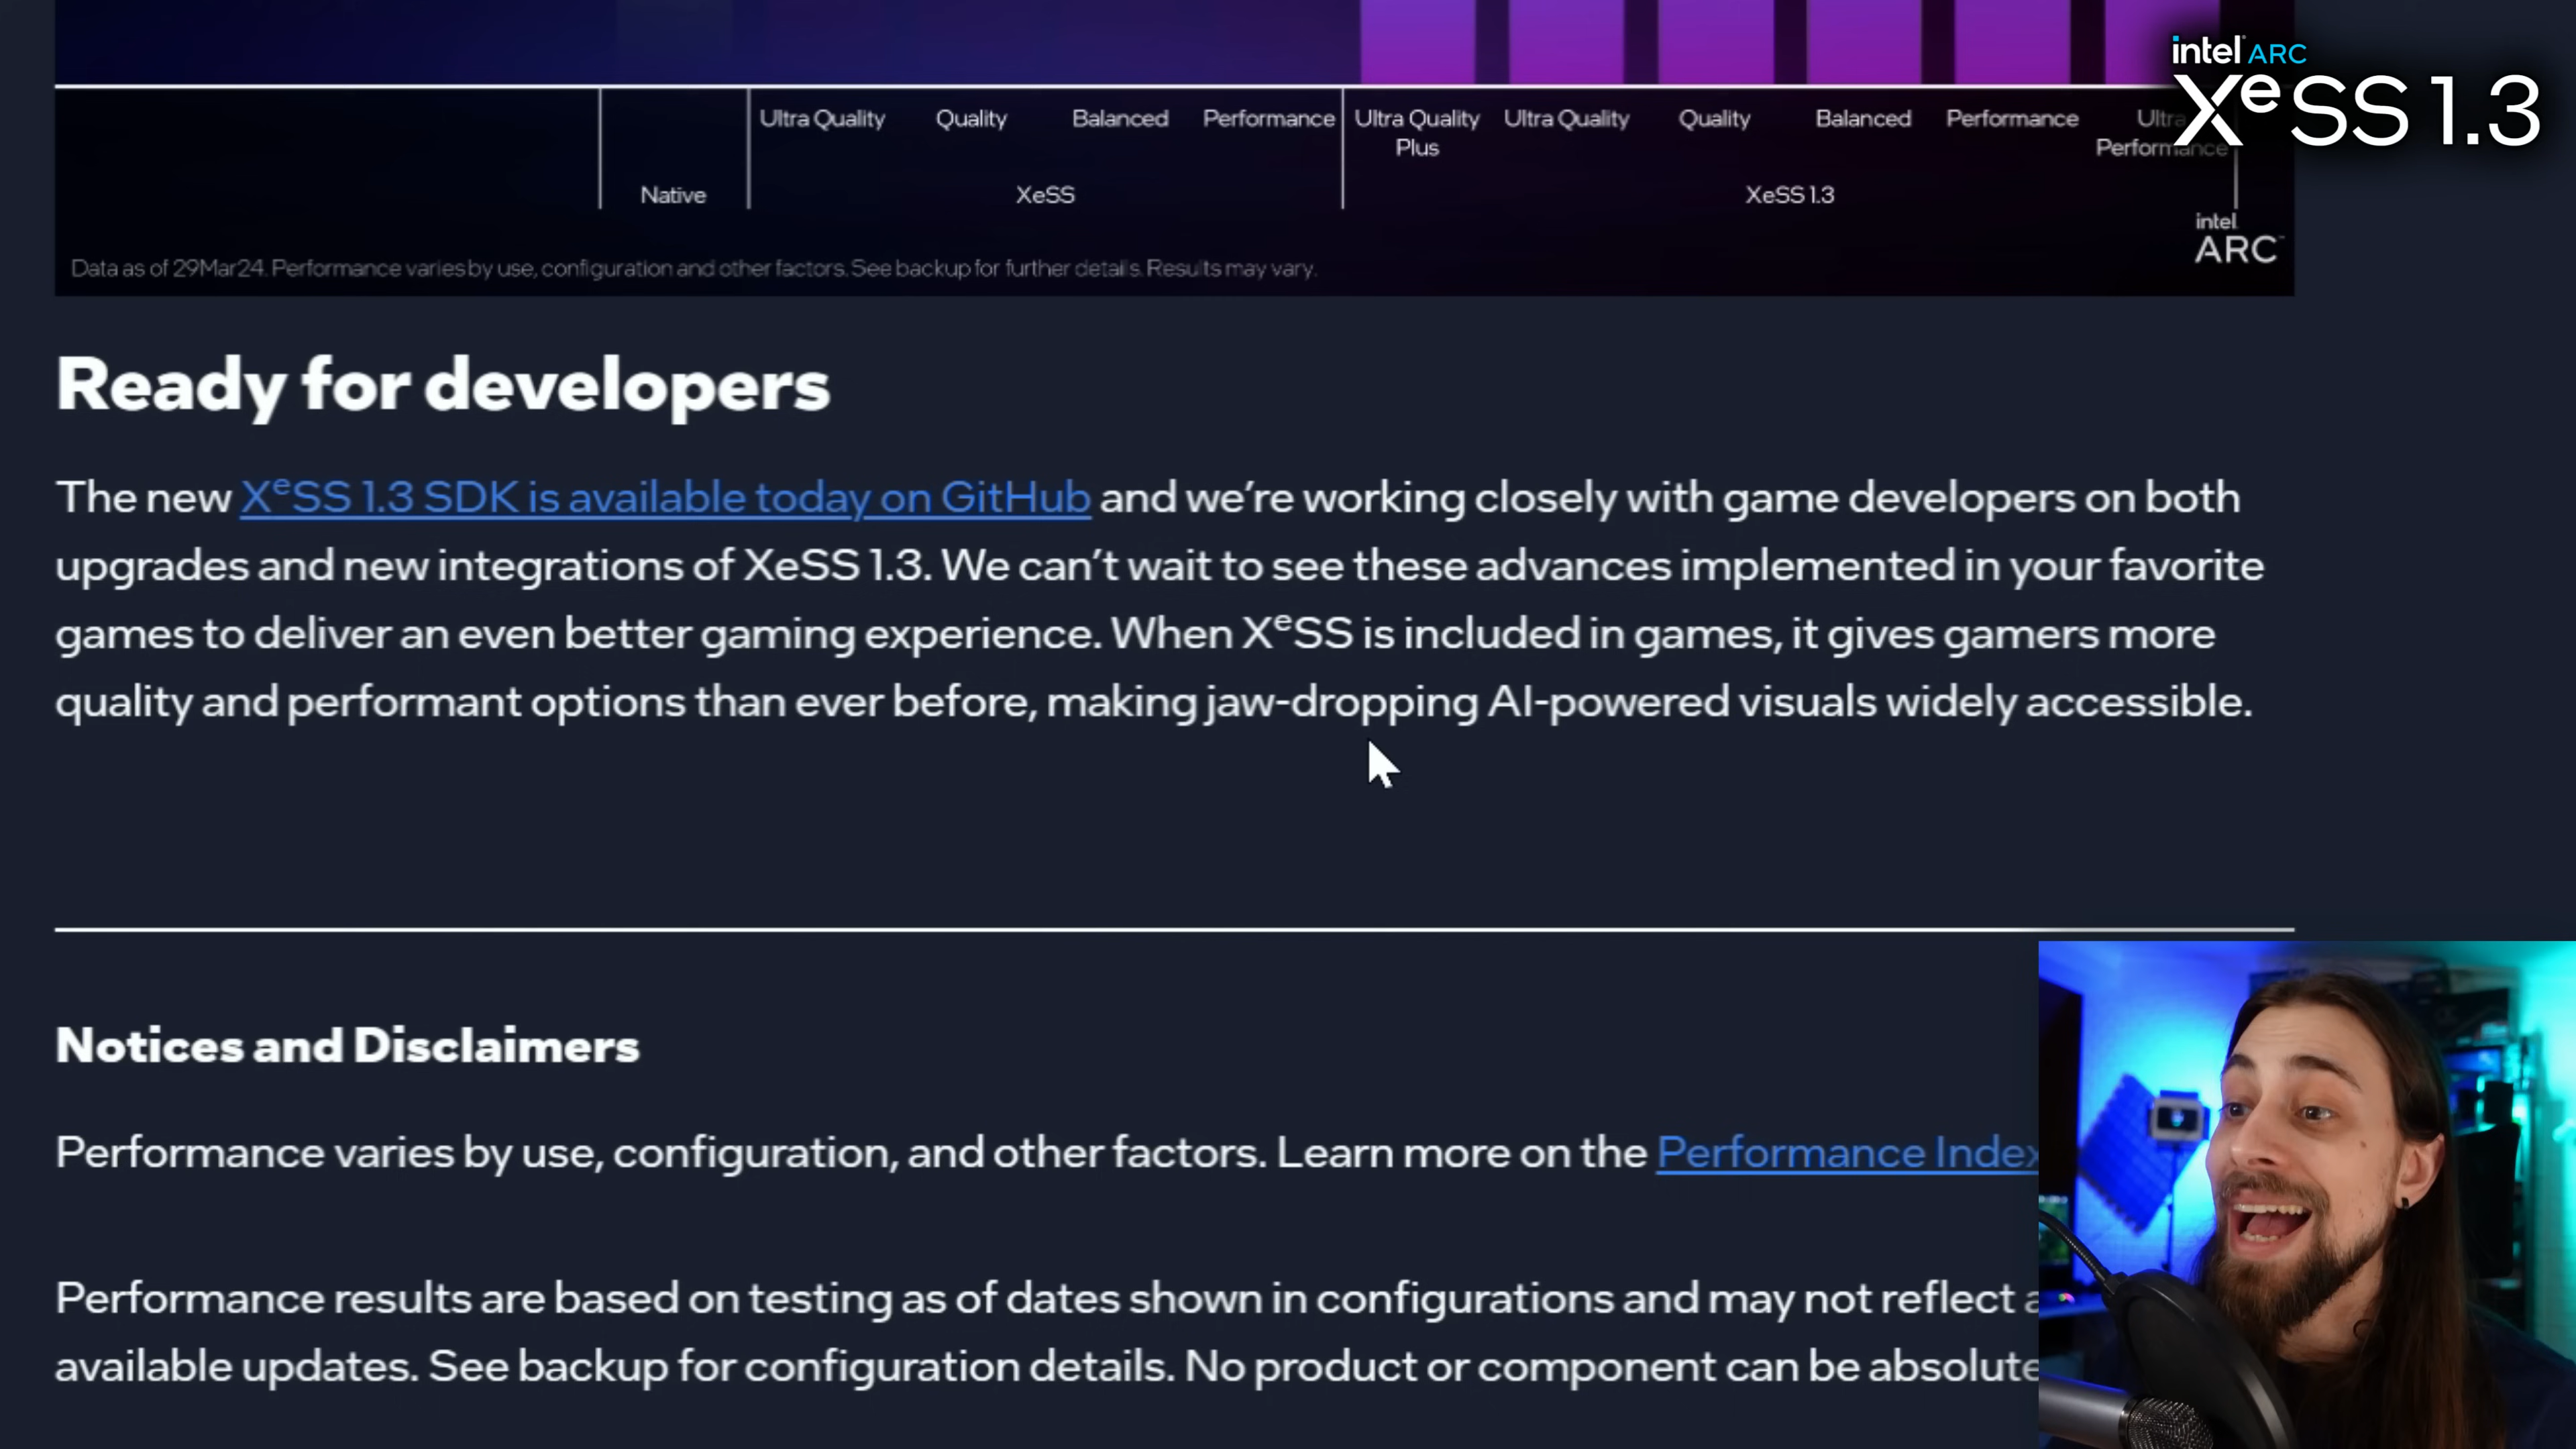 intel ARC
XeSS 1.3
Ultra Quality Quality Balanced Performance Ultra Quality Plus Ultra Quality Quality Balanced Performance Ultra Performance
Native XeSS XeSS 1.3
intel
ARC™
Data as of 29Mar24. Performance varies by use, configuration and other factors. See backup for further details. Results may vary.
Ready for developers
The new XᵉSS 1.3 SDK is available today on GitHub and we’re working closely with game developers on both
upgrades and new integrations of XeSS 1.3. We can’t wait to see these advances implemented in your favorite
games to deliver an even better gaming experience. When XᵉSS is included in games, it gives gamers more
quality and performant options than ever before, making jaw-dropping AI-powered visuals widely accessible.
Notices and Disclaimers
Performance varies by use, configuration, and other factors. Learn more on the Performance Index
Performance results are based on testing as of dates shown in configurations and may not reflect a
available updates. See backup for configuration details. No product or component can be absolute